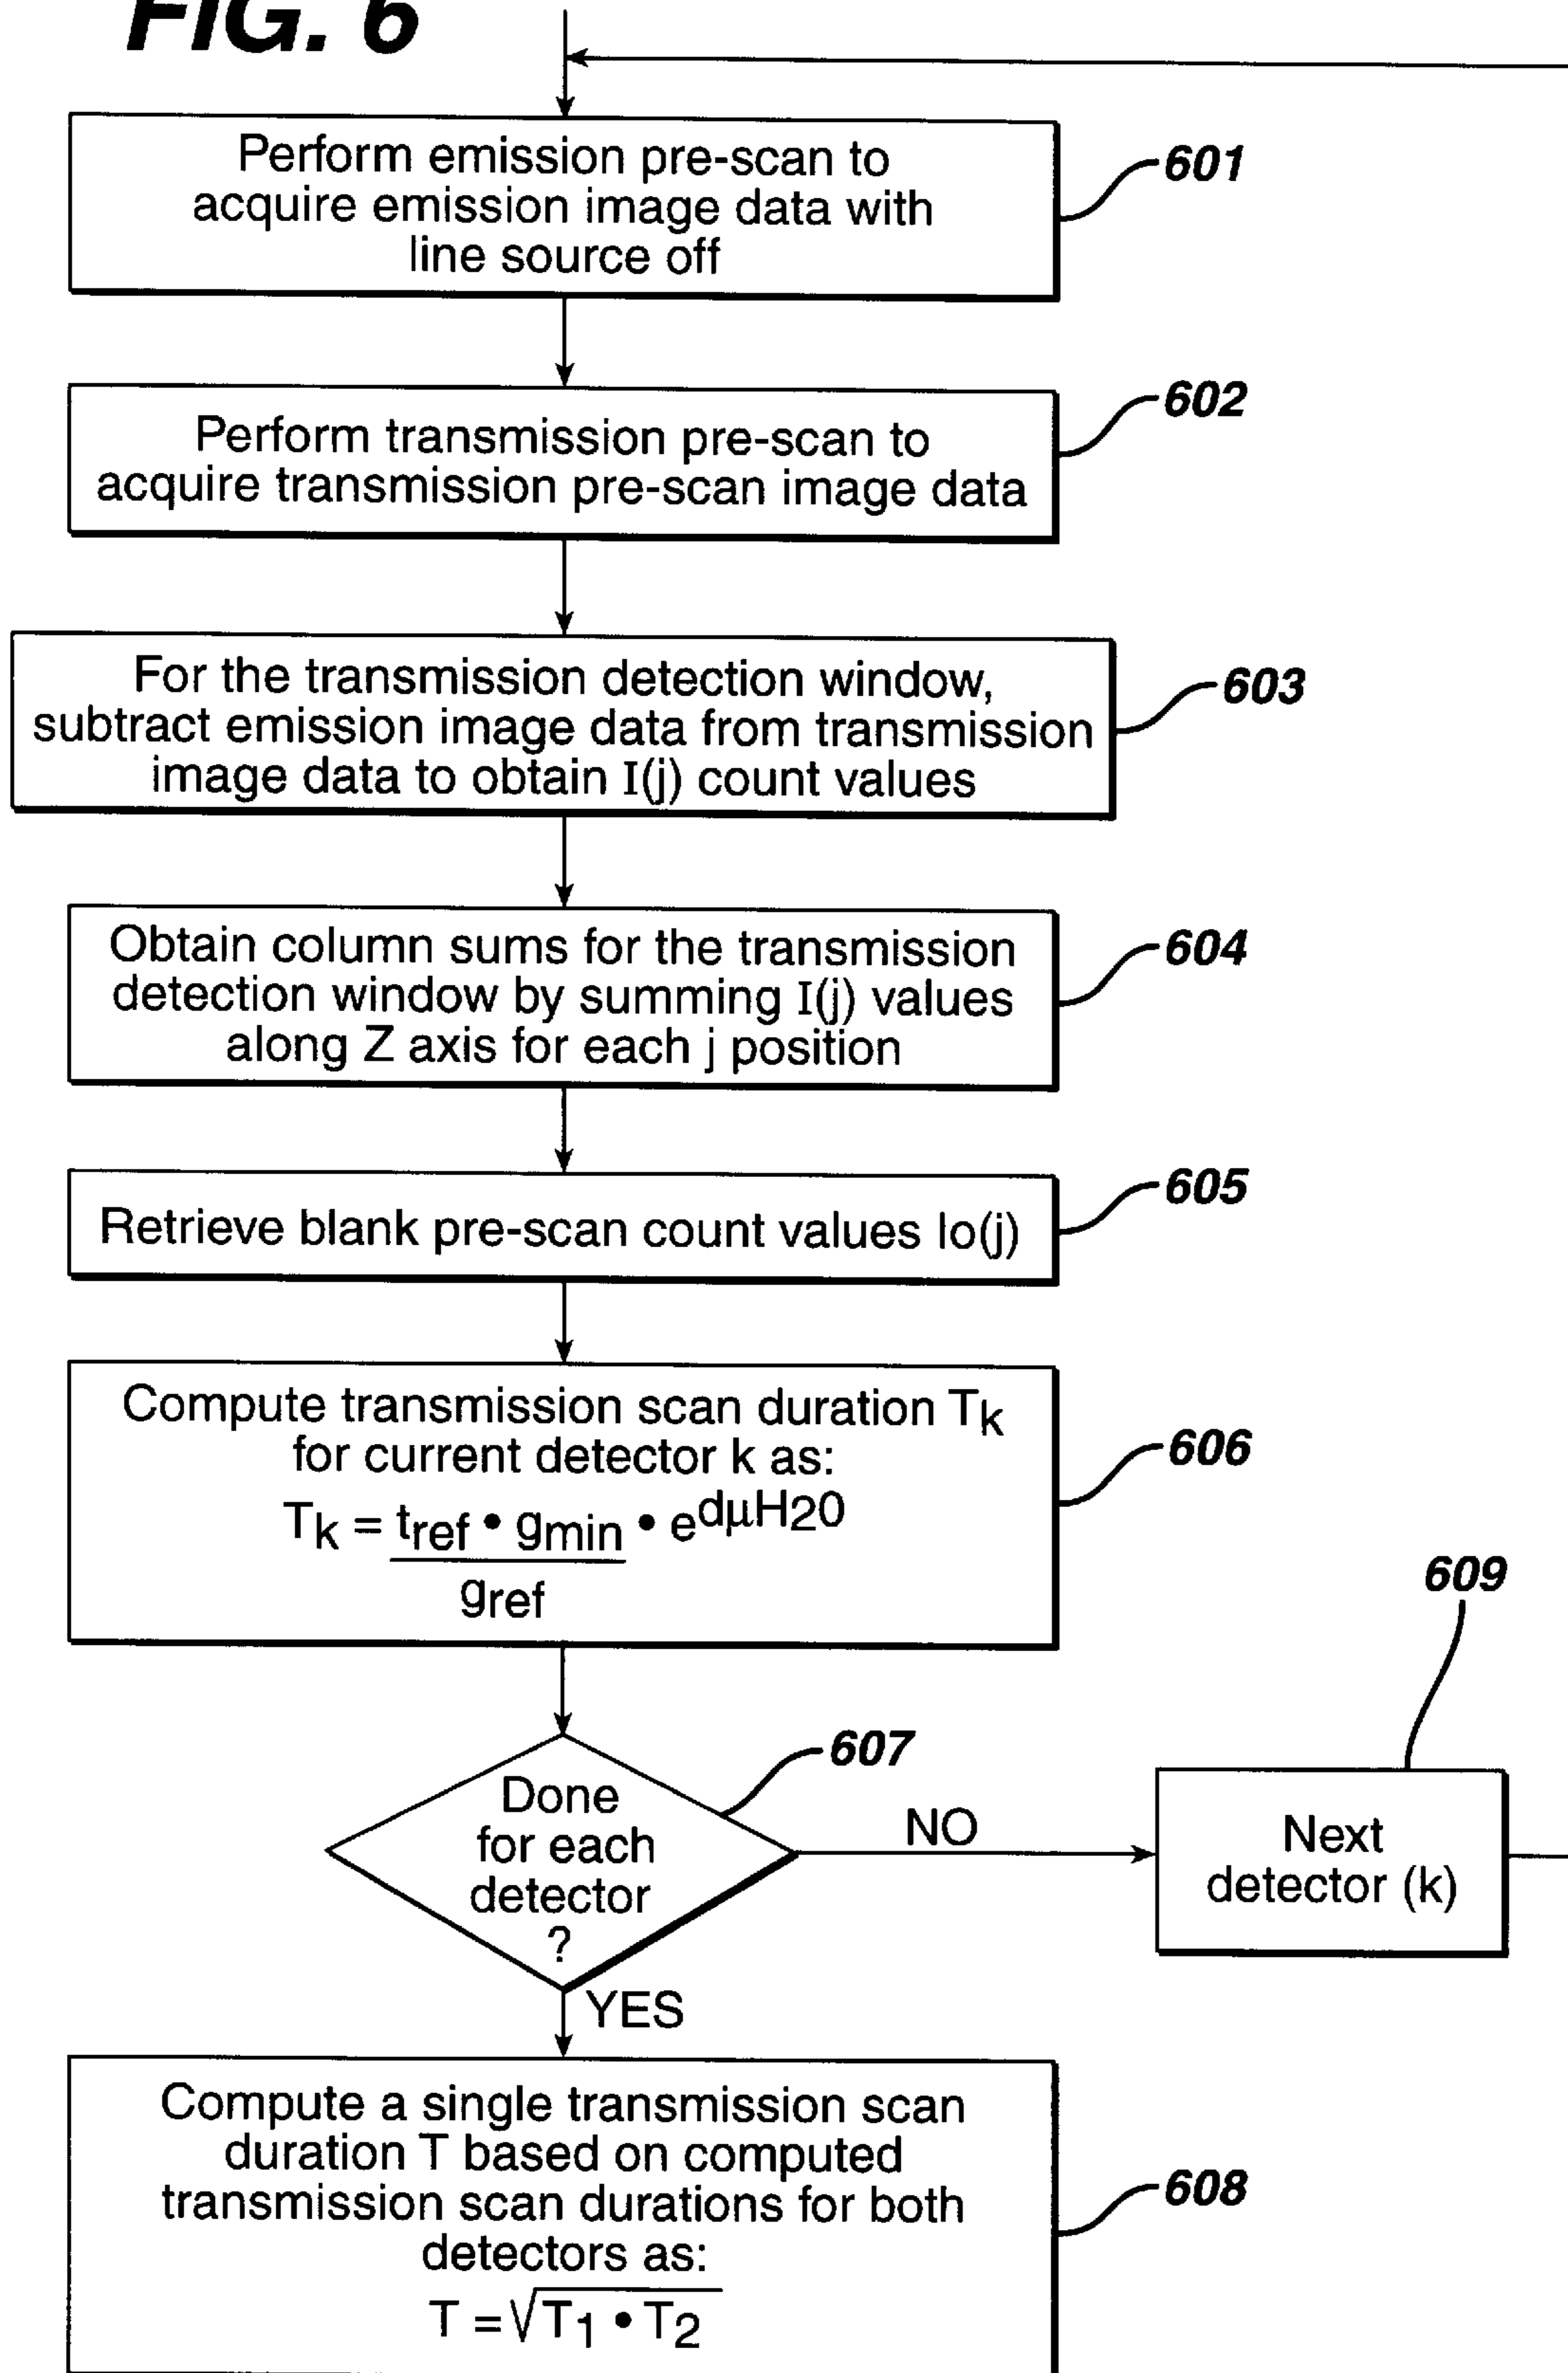 FIG. 6
Perform emission pre-scan to
acquire emission image data with
line source off
601
Perform transmission pre-scan to
acquire transmission pre-scan image data
602
For the transmission detection window,
subtract emission image data from transmission
image data to obtain I(j) count values
603
Obtain column sums for the transmission
detection window by summing I(j) values
along Z axis for each j position
604
Retrieve blank pre-scan count values Io(j)
605
Compute transmission scan duration Tk
for current detector k as:
Tk = tref • gmin • edμH20
gref
606
609
607
Done
for each
detector
?
NO
Next
detector (k)
YES
Compute a single transmission scan
duration T based on computed
transmission scan durations for both
detectors as:
T = √T1 • T2
608